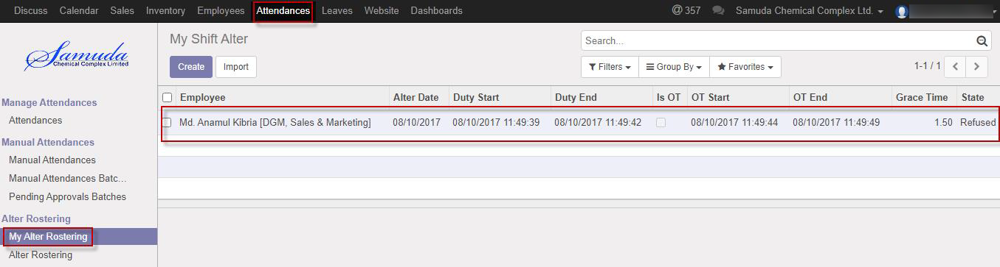 Discuss Calendar Sales Inventory Employees Attendances Leaves Website Dashboards @ 357 Samuda Chemical Complex Ltd.
My Shift Alter
Search...
Create Import Filters Group By Favorites 1-1 / 1
Samuda
Chemical Complex Limited
Manage Attendances
Attendances
Manual Attendances
Manual Attendances
Manual Attendances Batc...
Pending Approvals Batches
Alter Rostering
My Alter Rostering
Alter Rostering
Employee Alter Date Duty Start Duty End Is OT OT Start OT End Grace Time State
Md. Anamul Kibria [DGM, Sales & Marketing] 08/10/2017 08/10/2017 11:49:39 08/10/2017 11:49:42 08/10/2017 11:49:44 08/10/2017 11:49:49 1.50 Refused